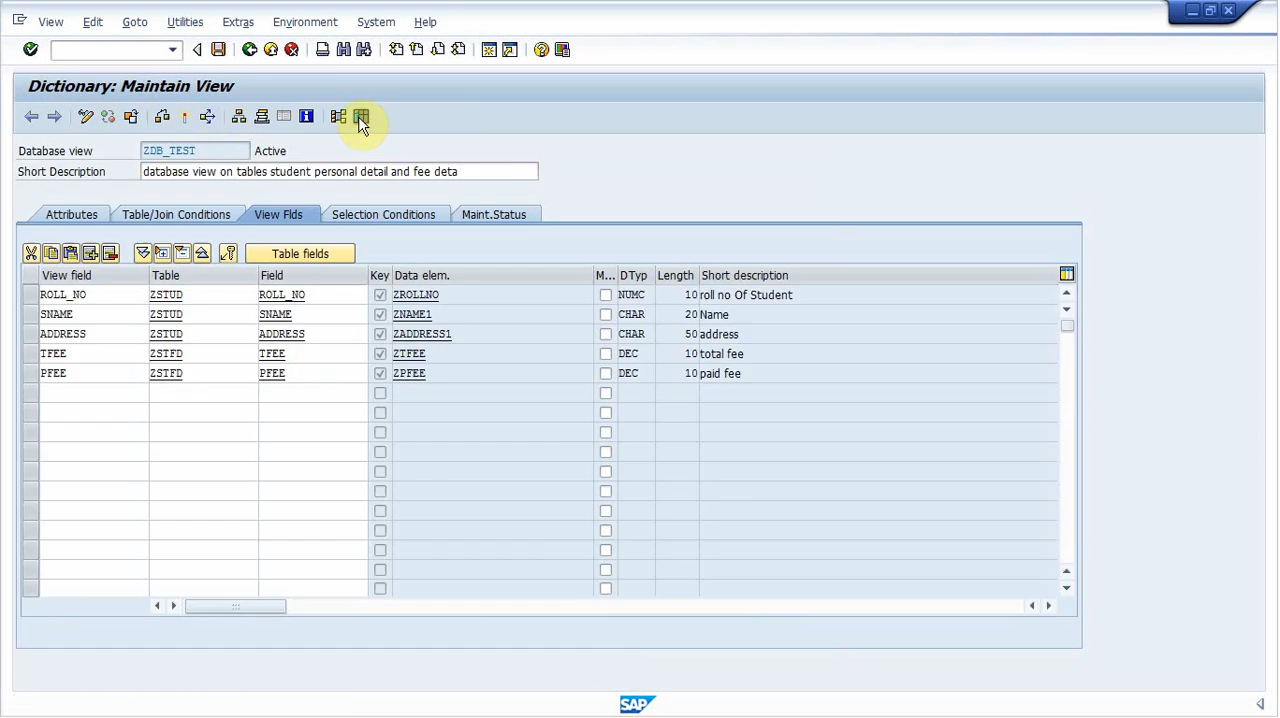 View Edit Goto Utilities Extras Environment System Help
Dictionary: Maintain View
Database view ZDB_TEST Active
Short Description database view on tables student personal detail and fee deta
Attributes Table/Join Conditions View Flds Selection Conditions Maint.Status
Table fields
View field Table Field Key Data elem. M... DTyp Length Short description
ROLL_NO ZSTUD ROLL_NO ZROLLNO NUMC 10 roll no Of Student
SNAME ZSTUD SNAME ZNAME1 CHAR 20 Name
ADDRESS ZSTUD ADDRESS ZADDRESS1 CHAR 50 address
TFEE ZSTFD TFEE ZTFEE DEC 10 total fee
PFEE ZSTFD PFEE ZPFEE DEC 10 paid fee
SAP